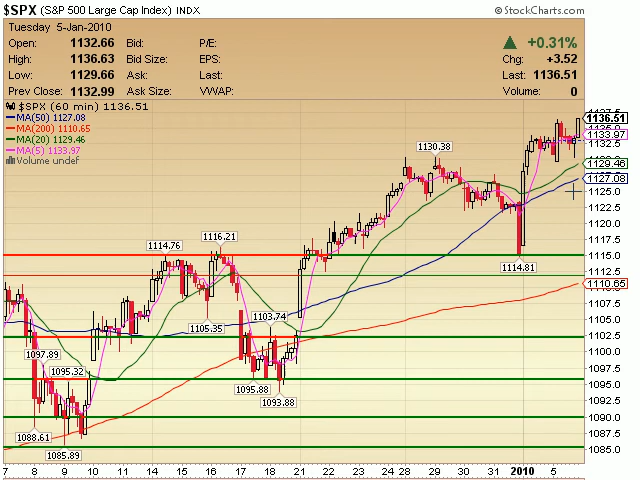 $SPX (S&P 500 Large Cap Index) INDX
© StockCharts.com
Tuesday 5-Jan-2010
Open: 1132.66 Bid: P/E:
▲ +0.31%
High: 1136.63 Bid Size: EPS:
Chg: +3.52
Low: 1129.66 Ask: Last:
Last: 1136.51
Prev Close: 1132.99 Ask Size: VWAP:
Volume: 0
$SPX (60 min) 1136.51
MA(50) 1127.08
MA(200) 1110.65
MA(20) 1129.46
MA(5) 1133.97
Volume undef
1136.51
1133.97
1129.46
1127.08
1125.0
1122.5
1120.0
1117.5
1115.0
1112.5
1110.65
1107.5
1105.0
1102.5
1100.0
1097.5
1095.0
1092.5
1090.0
1087.5
1085.0
1130.38
1116.21
1114.76
1114.81
1105.35
1103.74
1097.89
1095.32
1095.88
1093.88
1088.61
1085.89
7 8 9 10 11 14 15 16 17 18 21 22 23 24 28 29 30 31 2010 5